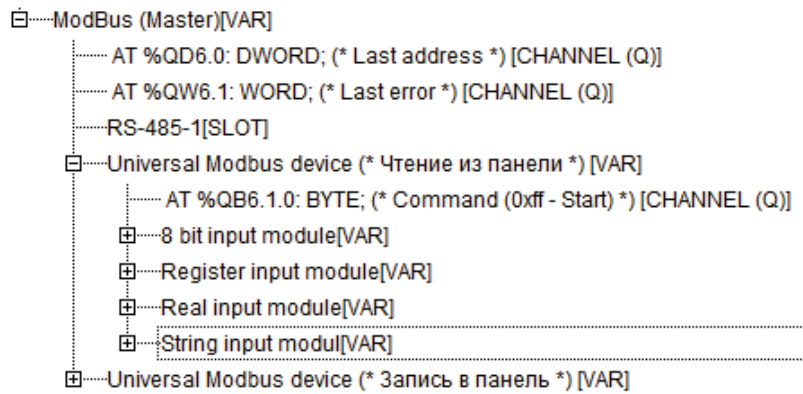 ModBus (Master)[VAR]
AT %QD6.0: DWORD; (* Last address *) [CHANNEL (Q)]
AT %QW6.1: WORD; (* Last error *) [CHANNEL (Q)]
RS-485-1[SLOT]
Universal Modbus device (* Чтение из панели *) [VAR]
AT %QB6.1.0: BYTE; (* Command (0xff - Start) *) [CHANNEL (Q)]
8 bit input module[VAR]
Register input module[VAR]
Real input module[VAR]
String input modul[VAR]
Universal Modbus device (* Запись в панель *) [VAR]